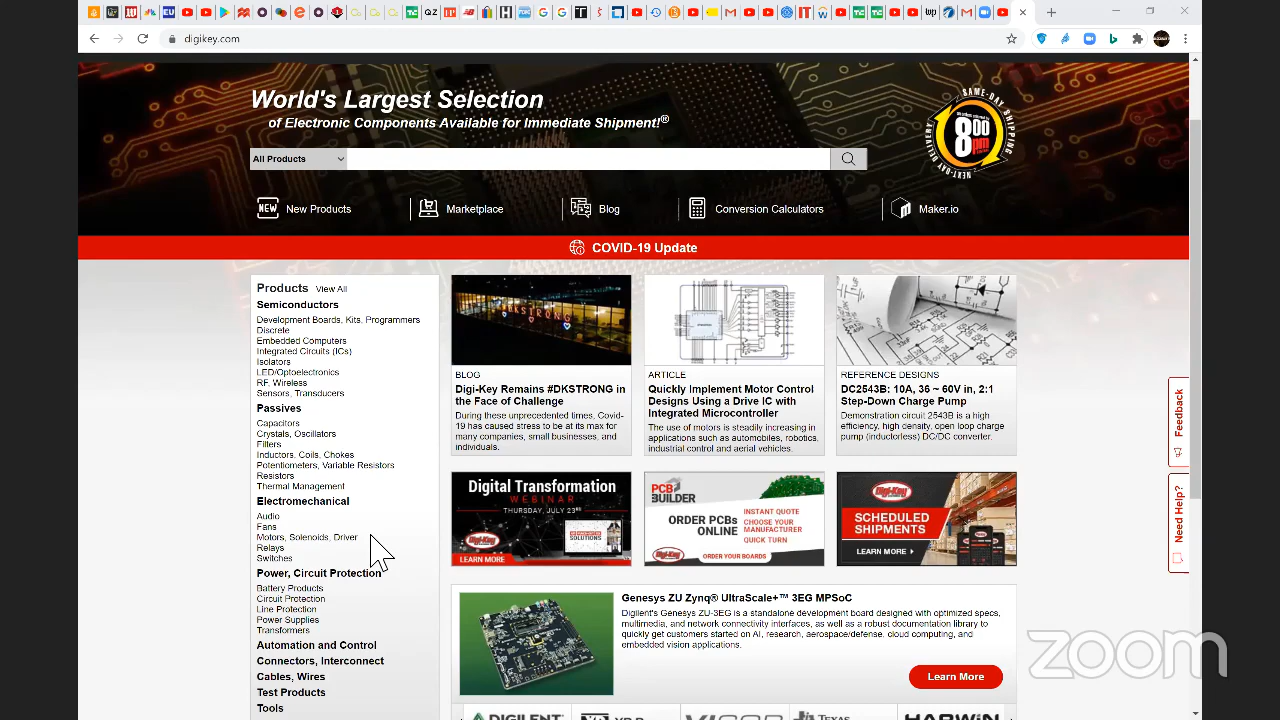 digikey.com
World's Largest Selection
of Electronic Components Available for Immediate Shipment!®
All Products
SAME-DAY SHIPPING
8:00
pm
NEXT-DAY DELIVERY
NEW New Products
Marketplace
Blog
Conversion Calculators
Maker.io
COVID-19 Update
Products View All
Semiconductors
Development Boards, Kits, Programmers
Discrete
Embedded Computers
Integrated Circuits (ICs)
Isolators
LED/Optoelectronics
RF, Wireless
Sensors, Transducers
Passives
Capacitors
Crystals, Oscillators
Filters
Inductors, Coils, Chokes
Potentiometers, Variable Resistors
Resistors
Thermal Management
Electromechanical
Audio
Fans
Motors, Solenoids, Driver
Relays
Switches
Power, Circuit Protection
Battery Products
Circuit Protection
Line Protection
Power Supplies
Transformers
Automation and Control
Connectors, Interconnect
Cables, Wires
Test Products
Tools
BLOG
Digi-Key Remains #DKSTRONG in
the Face of Challenge
During these unprecedented times, Covid-
19 has caused stress to be at its max for
many companies, small businesses, and
individuals.
ARTICLE
Quickly Implement Motor Control
Designs Using a Drive IC with
Integrated Microcontroller
The use of motors is steadily increasing in
applications such as automobiles, robotics,
industrial control and aerial vehicles.
REFERENCE DESIGNS
DC2543B: 10A, 36 ~ 60V in, 2:1
Step-Down Charge Pump
Demonstration circuit 2543B is a high
efficiency, high density, open loop charge
pump (inductorless) DC/DC converter.
Digital Transformation
WEBINAR
THURSDAY, JULY 23RD
Digi-Key
LEARN MORE
PCB
BUILDER
ORDER PCBs
ONLINE
INSTANT QUOTE
CHOOSE YOUR
MANUFACTURER
QUICK TURN
Digi-Key
ORDER YOUR BOARDS
Digi-Key
SCHEDULED
SHIPMENTS
LEARN MORE
Genesys ZU Zynq® UltraScale+™ 3EG MPSoC
Digilent's Genesys ZU-3EG is a standalone development board designed with optimized specs,
multimedia, and network connectivity interfaces, as well as a robust documentation library to
quickly get customers started on AI, research, aerospace/defense, cloud computing, and
embedded vision applications.
Learn More
DIGILENT
TEXAS
HARWIN
Feedback
Need Help?
zoom